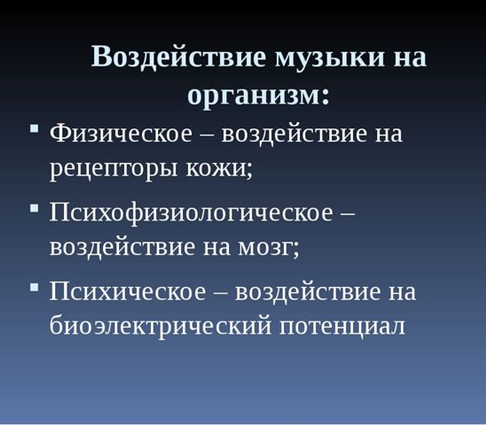 Воздействие музыки на
организм:
Физическое – воздействие на
рецепторы кожи;
Психофизиологическое –
воздействие на мозг;
Психическое – воздействие на
биоэлектрический потенциал